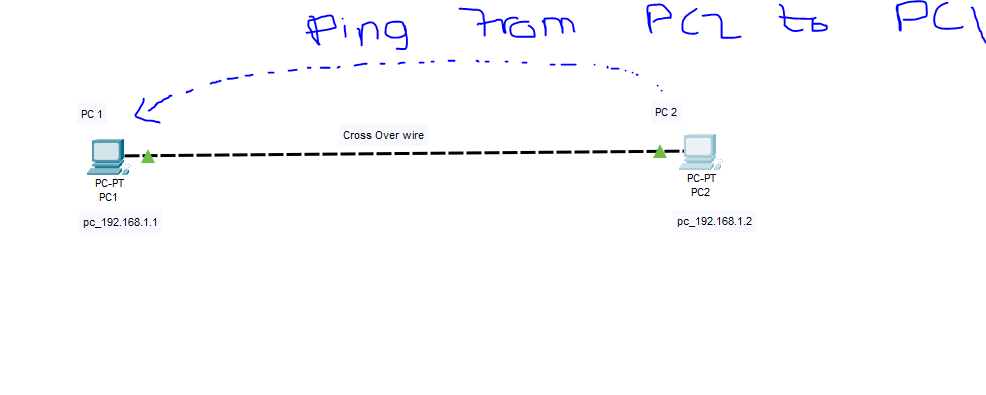 Ping from PC2 to PC1
PC 1
PC 2
Cross Over wire
PC-PT
PC1
PC-PT
PC2
pc_192.168.1.1
pc_192.168.1.2